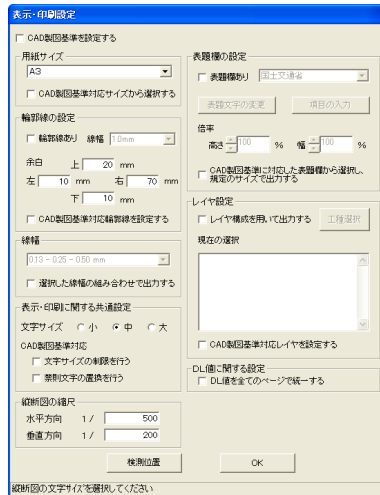 表示・印刷設定
CAD製図基準を設定する
用紙サイズ
A3
CAD製図基準対応サイズから選択する
輪郭線の設定
輪郭線あり 線幅 1.0mm
余白 上 20 mm
左 10 mm 右 70 mm
下 10 mm
CAD製図基準対応輪郭線を設定する
線幅
0.13 - 0.25 - 0.50 mm
選択した線幅の組み合わせで出力する
表示・印刷に関する共通設定
文字サイズ 小 中 大
CAD製図基準対応
文字サイズの制限を行う
禁則文字の置換を行う
縦断図の縮尺
水平方向 1 / 500
垂直方向 1 / 200
表題欄の設定
表題欄あり 国土交通省
表題文字の変更 項目の入力
倍率
高さ 100 % 幅 100 %
CAD製図基準に対応した表題欄から選択し、
規定のサイズで出力する
レイヤ設定
レイヤ構成を用いて出力する 工種選択
現在の選択
CAD製図基準対応レイヤを設定する
DL値に関する設定
DL値を全てのページで統一する
検測位置 OK
縦断図の文字サイズを選択してください